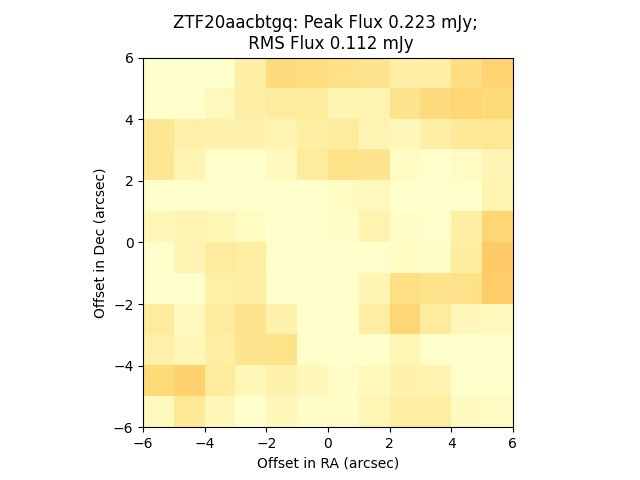 ZTF20aacbtgq: Peak Flux 0.223 mJy;
RMS Flux 0.112 mJy
6
4
2
0
−2
−4
−6
Offset in Dec (arcsec)
−6 −4 −2 0 2 4 6
Offset in RA (arcsec)